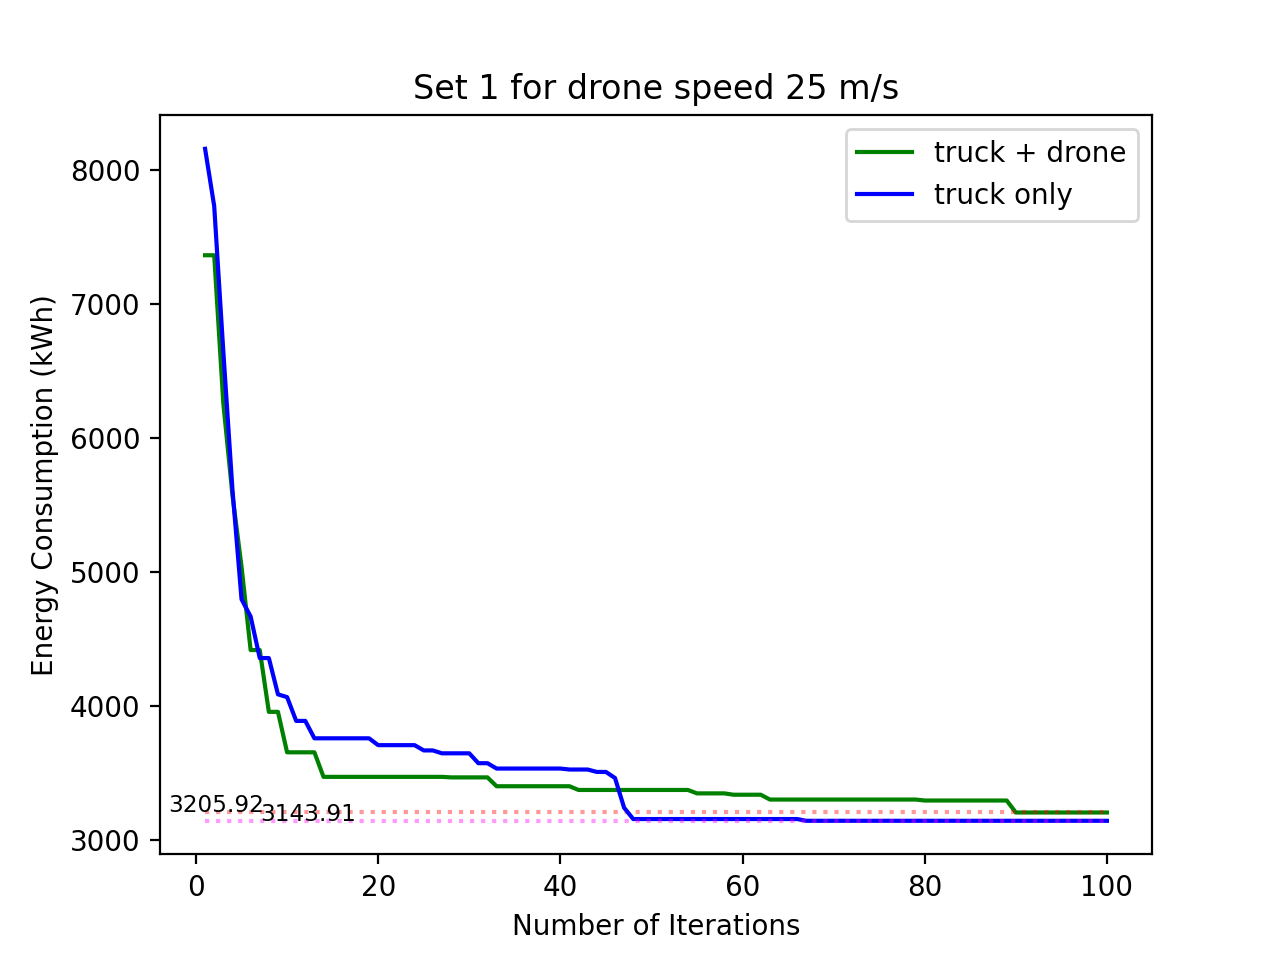 Set 1 for drone speed 25 m/s
truck + drone
truck only
Energy Consumption (kWh)
8000
7000
6000
5000
4000
3000
3205.92
3143.91
0 20 40 60 80 100
Number of Iterations